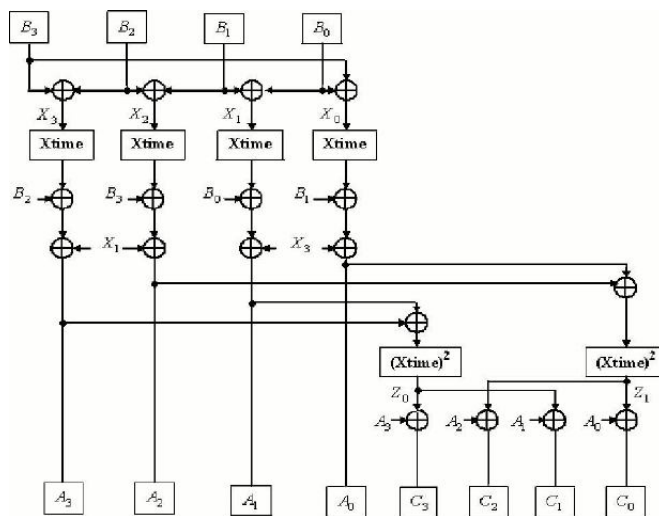 B₃ B₂ B₁ B₀
X₃ X₂ X₁ X₀
Xtime Xtime Xtime Xtime
B₂ B₃ B₀ B₁
X₁ X₃
(Xtime)² (Xtime)²
Z₀ Z₁
A₃ A₂ A₁ A₀
A₃ A₂ A₁ A₀ C₃ C₂ C₁ C₀